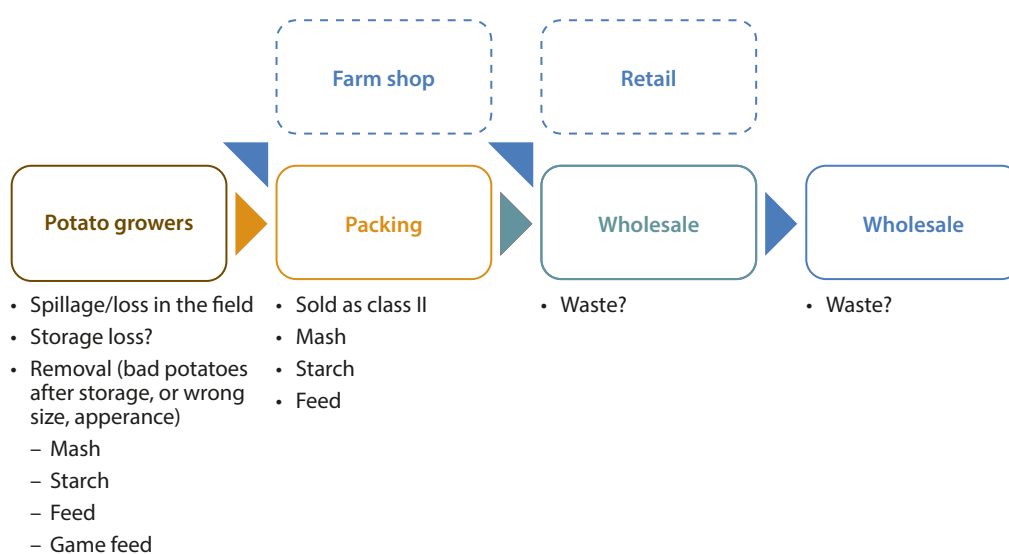 Farm shop
Retail
Potato growers
Packing
Wholesale
Wholesale
• Spillage/loss in the field
• Storage loss?
• Removal (bad potatoes
after storage, or wrong
size, apperance)
– Mash
– Starch
– Feed
– Game feed
• Sold as class II
• Mash
• Starch
• Feed
• Waste?
• Waste?